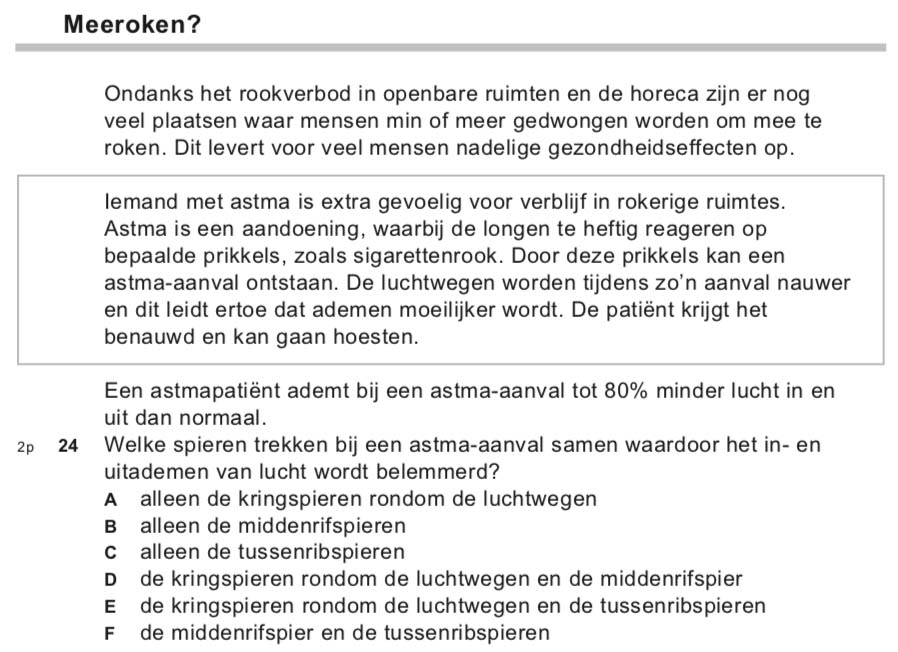 Meeroken?
Ondanks het rookverbod in openbare ruimten en de horeca zijn er nog
veel plaatsen waar mensen min of meer gedwongen worden om mee te
roken. Dit levert voor veel mensen nadelige gezondheidseffecten op.
Iemand met astma is extra gevoelig voor verblijf in rokerige ruimtes.
Astma is een aandoening, waarbij de longen te heftig reageren op
bepaalde prikkels, zoals sigarettenrook. Door deze prikkels kan een
astma-aanval ontstaan. De luchtwegen worden tijdens zo'n aanval nauwer
en dit leidt ertoe dat ademen moeilijker wordt. De patiënt krijgt het
benauwd en kan gaan hoesten.
Een astmapatiënt ademt bij een astma-aanval tot 80% minder lucht in en
uit dan normaal.
2p 24 Welke spieren trekken bij een astma-aanval samen waardoor het in- en
uitademen van lucht wordt belemmerd?
A alleen de kringspieren rondom de luchtwegen
B alleen de middenrifspieren
C alleen de tussenribspieren
D de kringspieren rondom de luchtwegen en de middenrifspier
E de kringspieren rondom de luchtwegen en de tussenribspieren
F de middenrifspier en de tussenribspieren